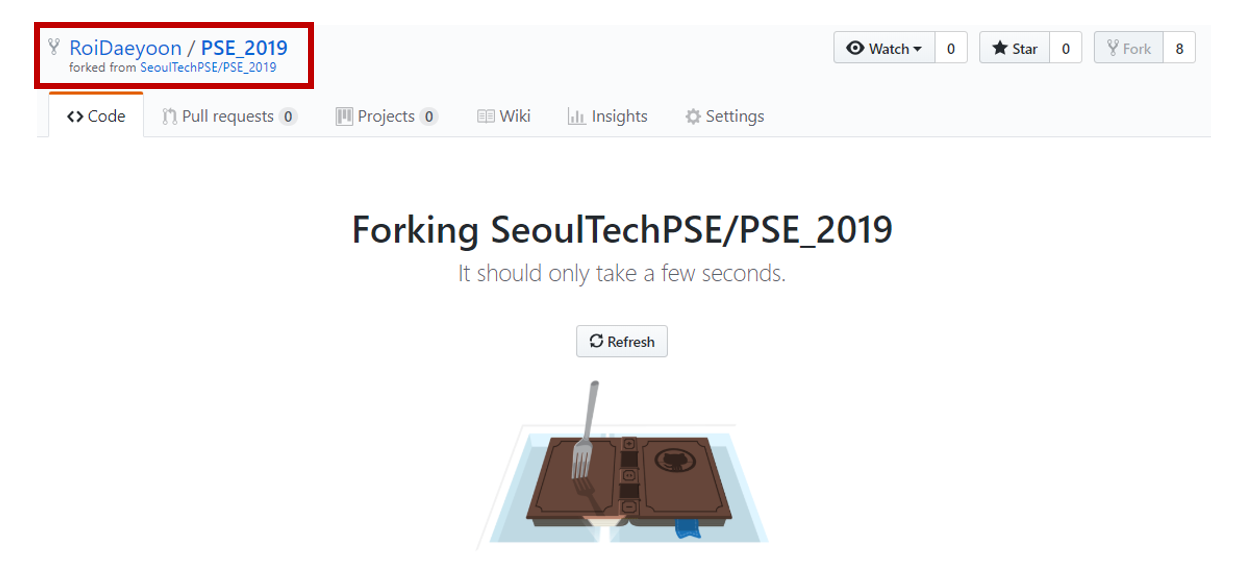 RoiDaeyoon / PSE_2019
forked from SeoulTechPSE/PSE_2019
Watch 0 Star 0 Fork 8
Code Pull requests 0 Projects 0 Wiki Insights Settings
Forking SeoulTechPSE/PSE_2019
It should only take a few seconds.
Refresh